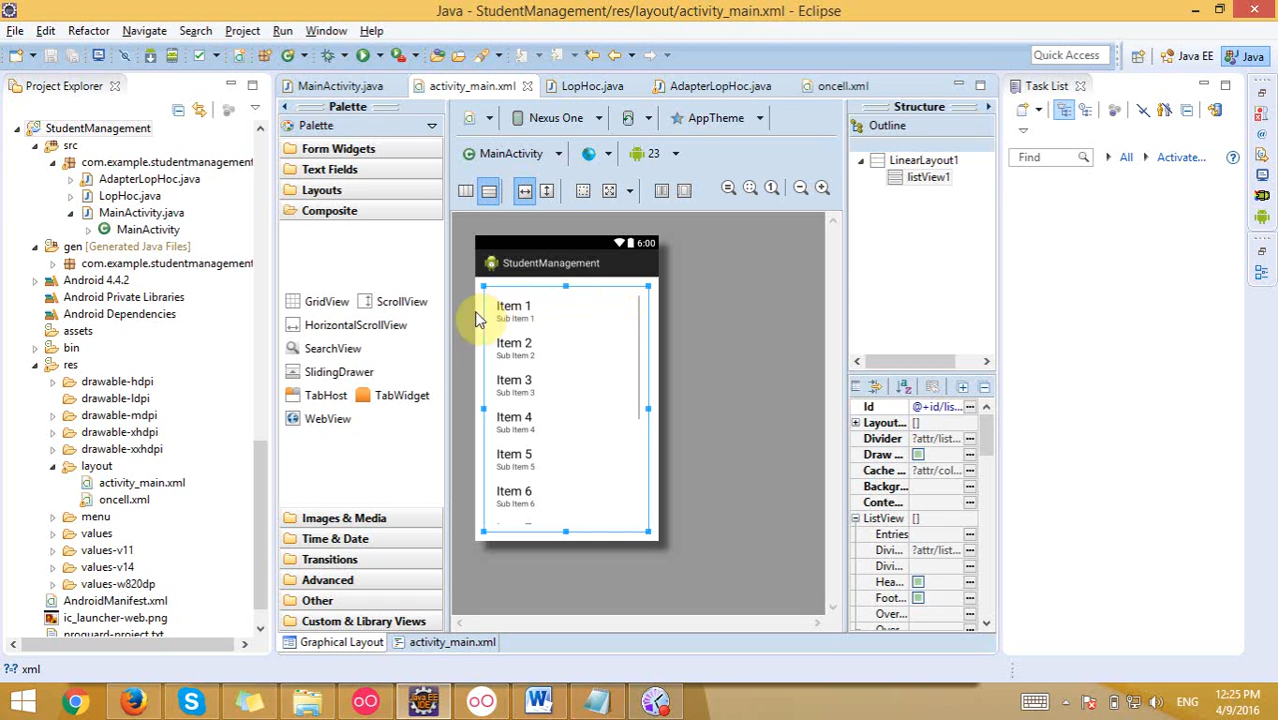 Java - StudentManagement/res/layout/activity_main.xml - Eclipse
File Edit Refactor Navigate Search Project Run Window Help
Quick Access
Java EE
Java
Project Explorer
MainActivity.java
activity_main.xml
LopHoc.java
AdapterLopHoc.java
oncell.xml
Task List
StudentManagement
src
com.example.studentmanagement
AdapterLopHoc.java
LopHoc.java
MainActivity.java
MainActivity
gen [Generated Java Files]
com.example.studentmanagement
Android 4.4.2
Android Private Libraries
Android Dependencies
assets
bin
res
drawable-hdpi
drawable-ldpi
drawable-mdpi
drawable-xhdpi
drawable-xxhdpi
layout
activity_main.xml
oncell.xml
menu
values
values-v11
values-v14
values-w820dp
AndroidManifest.xml
ic_launcher-web.png
proguard-project.txt
Palette
Palette
Form Widgets
Text Fields
Layouts
Composite
GridView
ScrollView
HorizontalScrollView
SearchView
SlidingDrawer
TabHost
TabWidget
WebView
Images & Media
Time & Date
Transitions
Advanced
Other
Custom & Library Views
Graphical Layout
activity_main.xml
Nexus One
AppTheme
MainActivity
23
6:00
StudentManagement
Item 1
Sub Item 1
Item 2
Sub Item 2
Item 3
Sub Item 3
Item 4
Sub Item 4
Item 5
Sub Item 5
Item 6
Sub Item 6
Structure
Outline
LinearLayout1
listView1
Id @+id/lis...
Layout... []
Divider ?attr/list...
Draw ...
Cache ... ?attr/col...
Backgr...
Conte...
ListView []
Entries
Divi... ?attr/list...
Divi...
Hea...
Foot...
Over...
Find
All
Activate...
xml
ENG
12:25 PM
4/9/2016